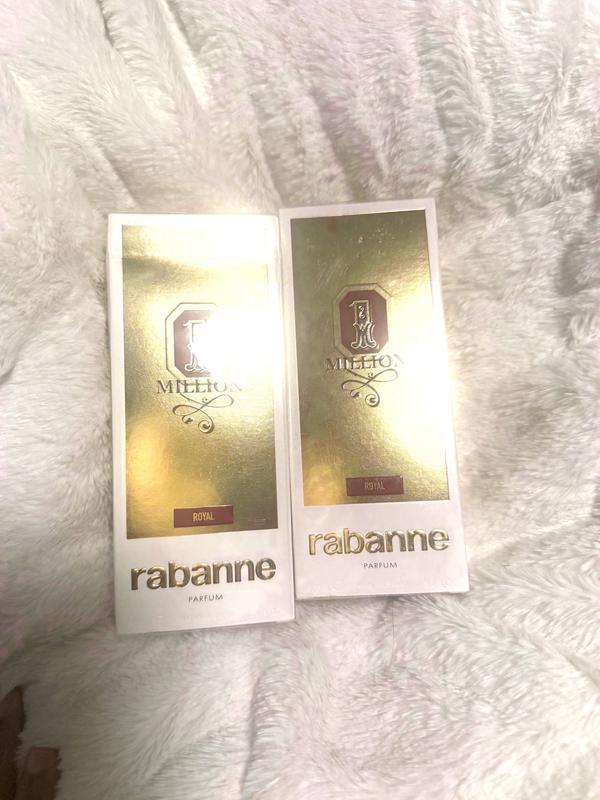 1
MILLION
ROYAL
rabanne
PARFUM
1
MILLION
ROYAL
rabanne
PARFUM